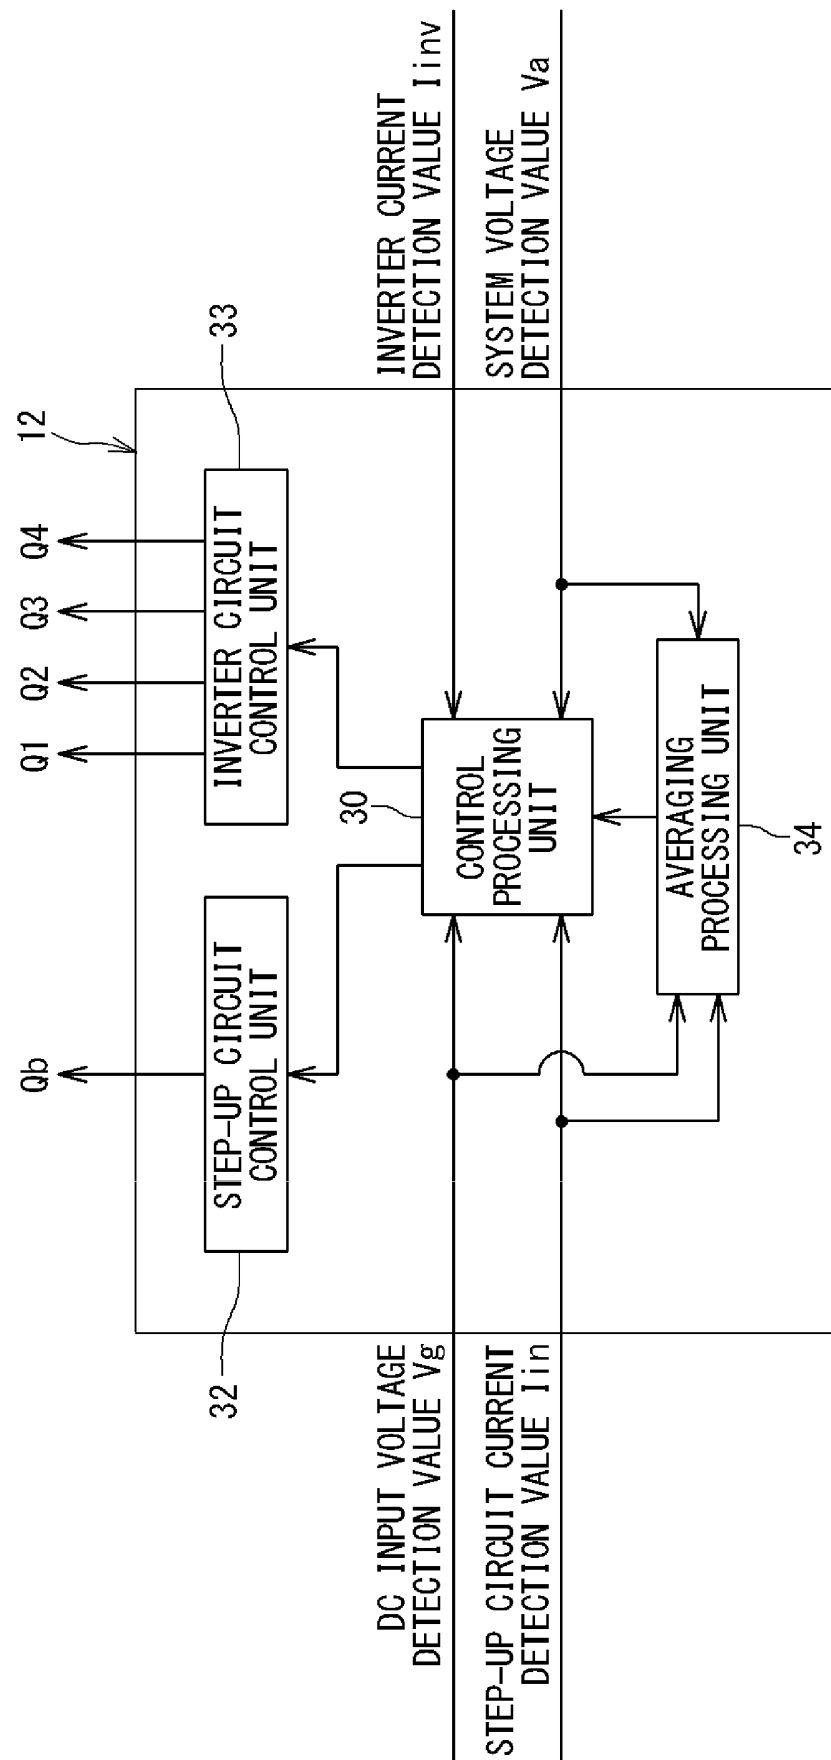 12
Qb
Q1
Q2
Q3
Q4
32
STEP-UP CIRCUIT
CONTROL UNIT
INVERTER CIRCUIT
CONTROL UNIT
33
DC INPUT VOLTAGE
DETECTION VALUE Vg
30
CONTROL
PROCESSING
UNIT
INVERTER CURRENT
DETECTION VALUE Iinv
STEP-UP CIRCUIT CURRENT
DETECTION VALUE Iin
SYSTEM VOLTAGE
DETECTION VALUE Va
AVERAGING
PROCESSING UNIT
34